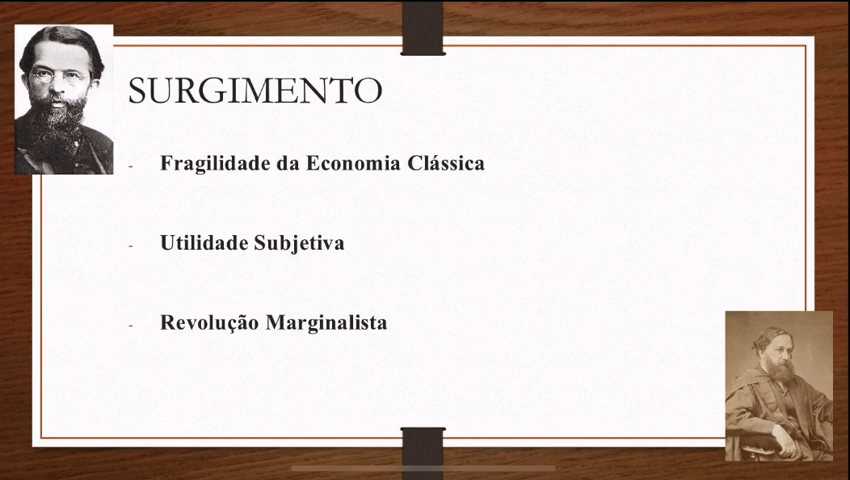 SURGIMENTO
- Fragilidade da Economia Clássica
- Utilidade Subjetiva
- Revolução Marginalista